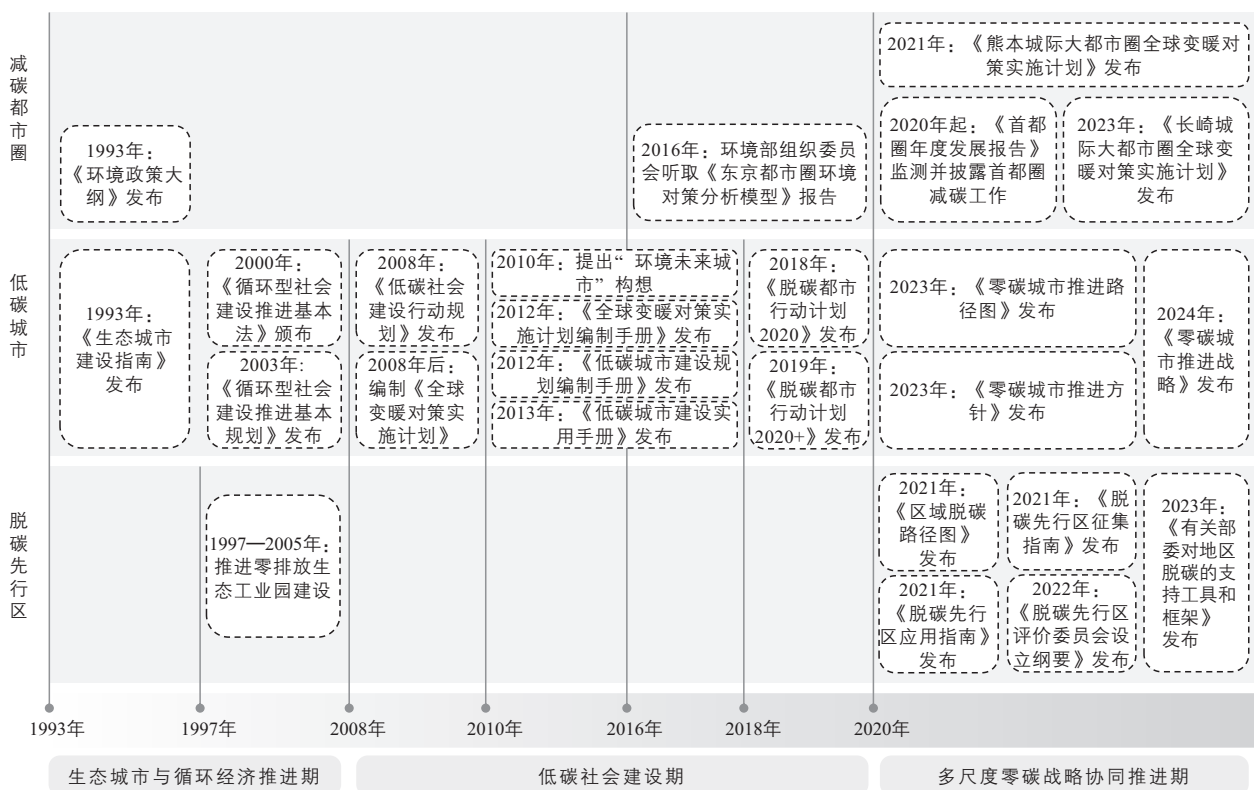 减碳都市圈
1993年：
《环境政策大
纲》发布
2016年：环境部组织委员
会听取《东京都市圈环境
对策分析模型》报告
2021年：《熊本城际大都市圈全球变暖对
策实施计划》发布
2020年起：《首都
圈年度发展报告》
监测并披露首都圈
减碳工作
2023年：《长崎城
际大都市圈全球变
暖对策实施计划》
发布
低碳城市
1993年：
《生态城市
建设指南》
发布
2000年：
《循环型社会
建设推进基本
法》颁布
2003年:
《循环型社会
建设推进基本
规划》发布
2008年：
《低碳社会
建设行动规
划》发布
2008年后：
编制《全球
变暖对策实
施计划》
2010年：提出“环境未来城
市”构想
2012年：《全球变暖对策实
施计划编制手册》发布
2012年：《低碳城市建设规
划编制手册》发布
2013年：《低碳城市建设实
用手册》发布
2018年：
《脱碳都市
行动计划
2020》发布
2019年：
《脱碳都市
行动计划
2020+》发布
2023年：《零碳城市推进路
径图》发布
2023年：《零碳城市推进方
针》发布
2024年：
《零碳城
市推进战
略》发布
脱碳先行区
1997—2005年：
推进零排放生
态工业园建设
2021年：
《区域脱碳
路径图》
发布
2021年：《脱
碳先行区征集
指南》发布
2021年：
《脱碳先行
区应用指南》
发布
2022年：
《脱碳先行区
评价委员会设
立纲要》发布
2023年：
《有关部
委对地区
脱碳的支
持工具和
框架》
发布
1993年
1997年
2008年
2010年
2016年
2018年
2020年
生态城市与循环经济推进期
低碳社会建设期
多尺度零碳战略协同推进期